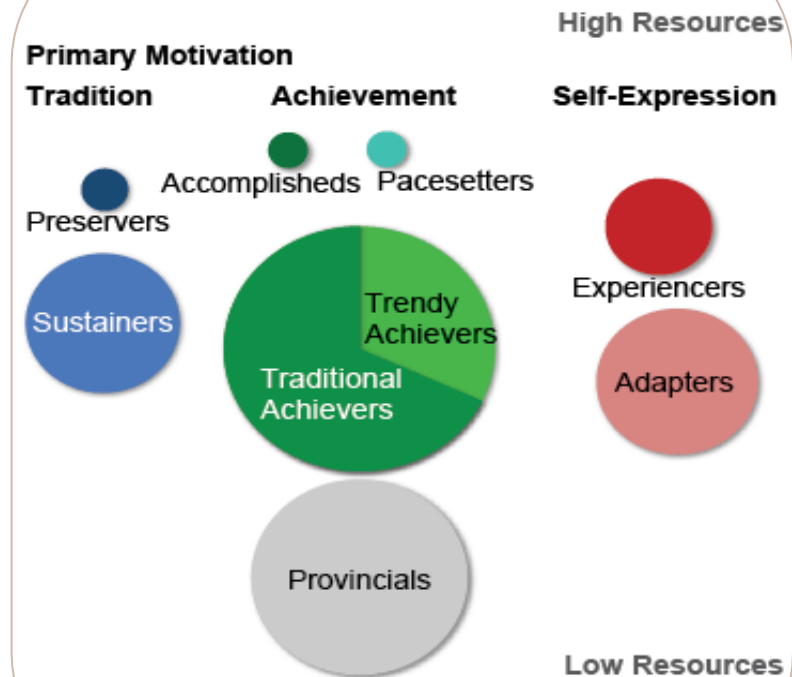 High Resources
Primary Motivation
Tradition Achievement Self-Expression
Accomplisheds Pacesetters
Preservers
Experiencers
Sustainers
Trendy
Achievers
Traditional
Achievers
Adapters
Provincials
Low Resources